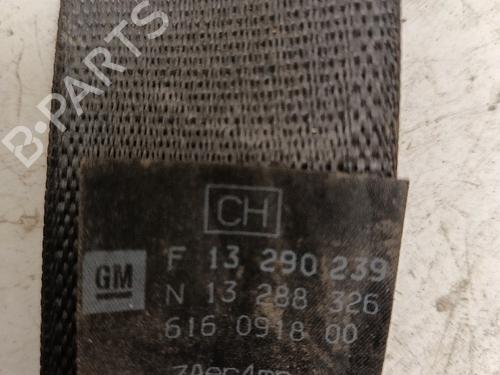 B-PARTS
CH
GM
F 13 290 239
N 13 288 326
616 0918 00